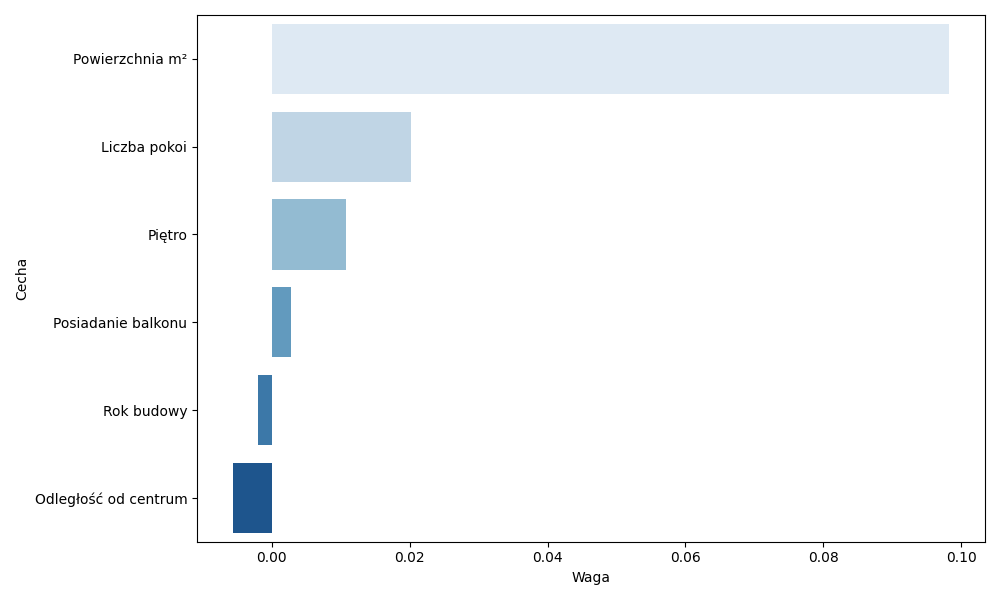 Powierzchnia m²
Liczba pokoi
Piętro
Posiadanie balkonu
Rok budowy
Odległość od centrum
Cecha
0.00 0.02 0.04 0.06 0.08 0.10
Waga